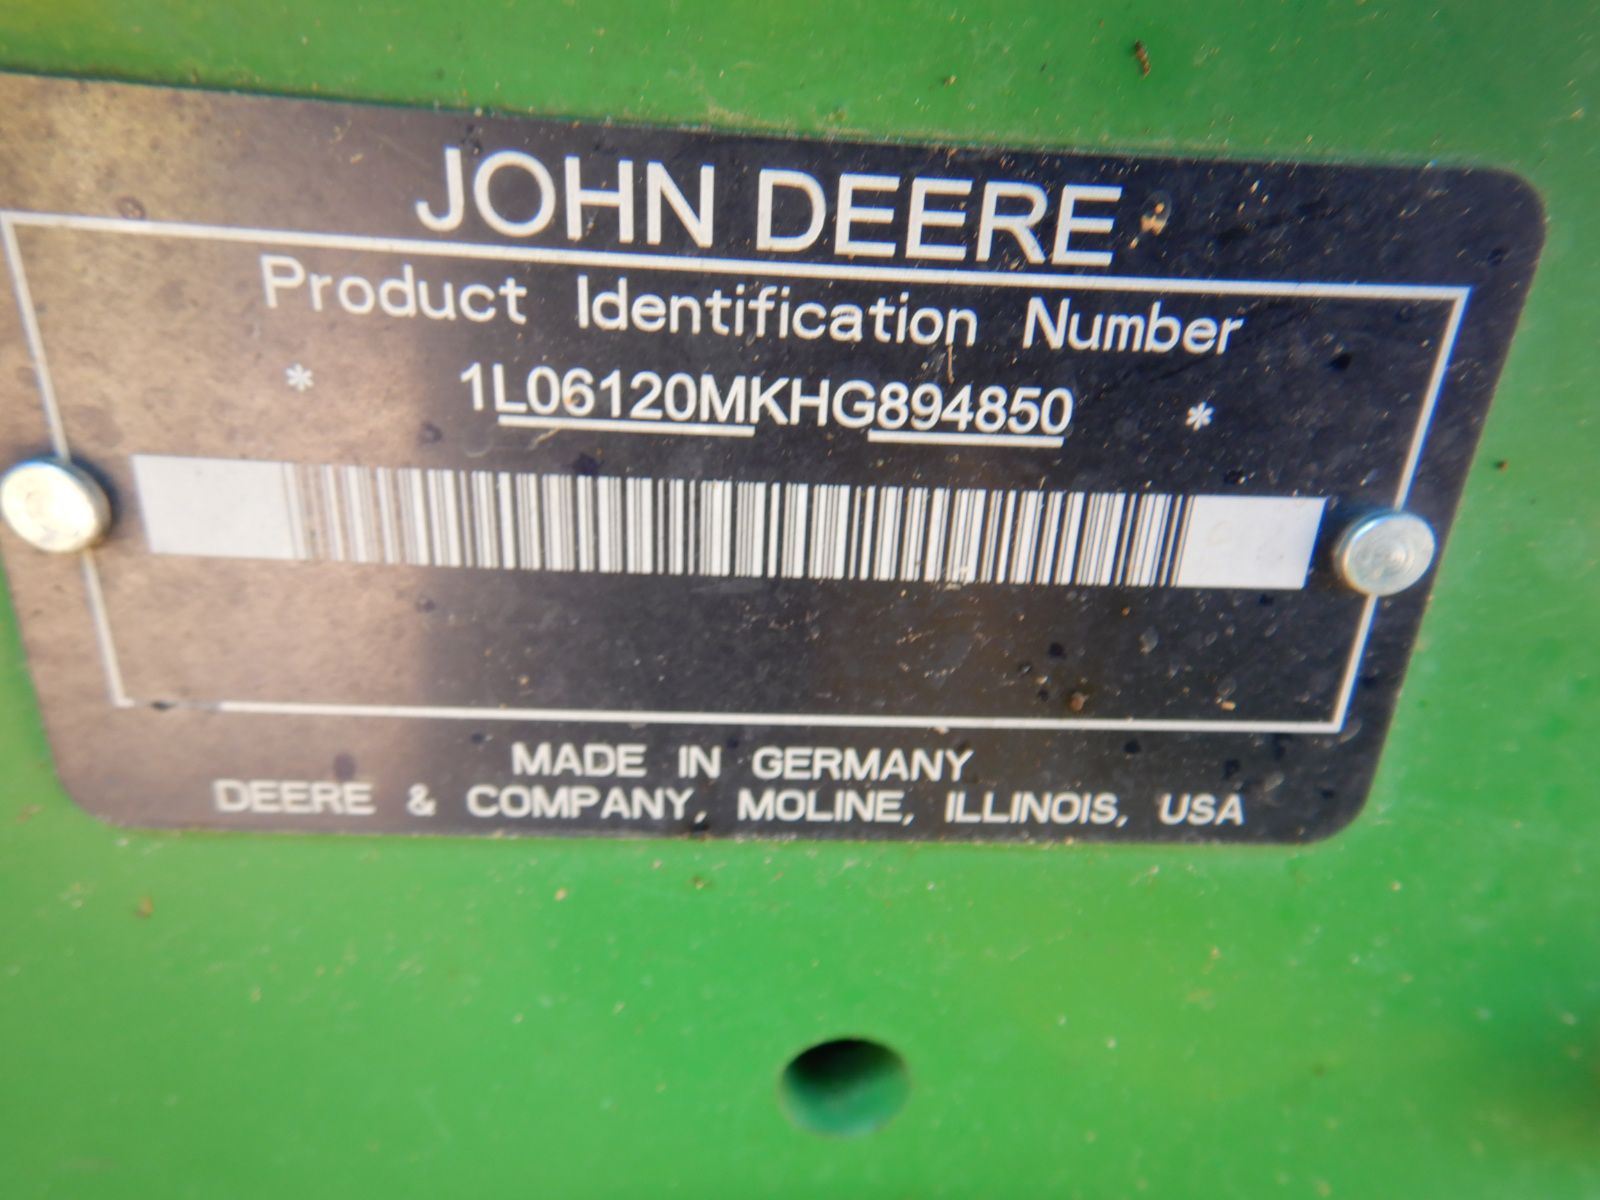 JOHN DEERE
Product Identification Number
* 1L06120MKHG894850 *
MADE IN GERMANY
DEERE & COMPANY, MOLINE, ILLINOIS, USA